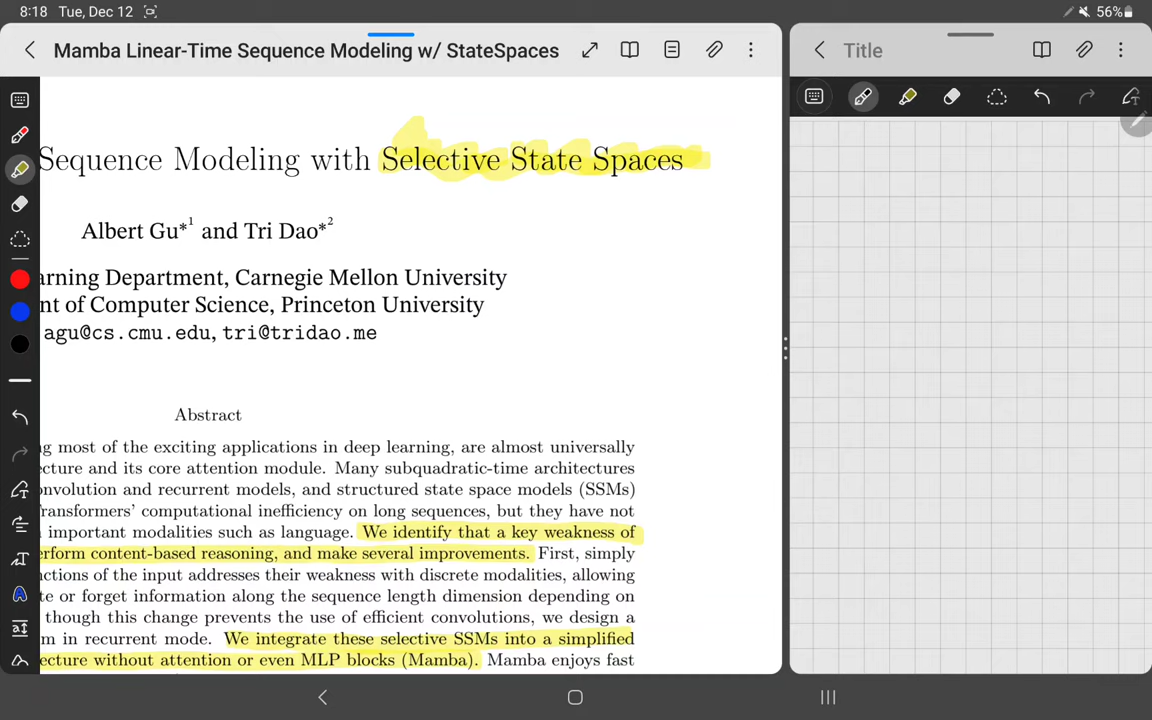 8:18 Tue, Dec 12
56%
Mamba Linear-Time Sequence Modeling w/ StateSpaces
Title
Sequence Modeling with Selective State Spaces
Albert Gu*1 and Tri Dao*2
arning Department, Carnegie Mellon University
nt of Computer Science, Princeton University
agu@cs.cmu.edu, tri@tridao.me
Abstract
ng most of the exciting applications in deep learning, are almost universally
ecture and its core attention module. Many subquadratic-time architectures
onvolution and recurrent models, and structured state space models (SSMs)
Transformers' computational inefficiency on long sequences, but they have not
important modalities such as language. We identify that a key weakness of
erform content-based reasoning, and make several improvements. First, simply
nctions of the input addresses their weakness with discrete modalities, allowing
te or forget information along the sequence length dimension depending on
though this change prevents the use of efficient convolutions, we design a
m in recurrent mode. We integrate these selective SSMs into a simplified
ecture without attention or even MLP blocks (Mamba). Mamba enjoys fast